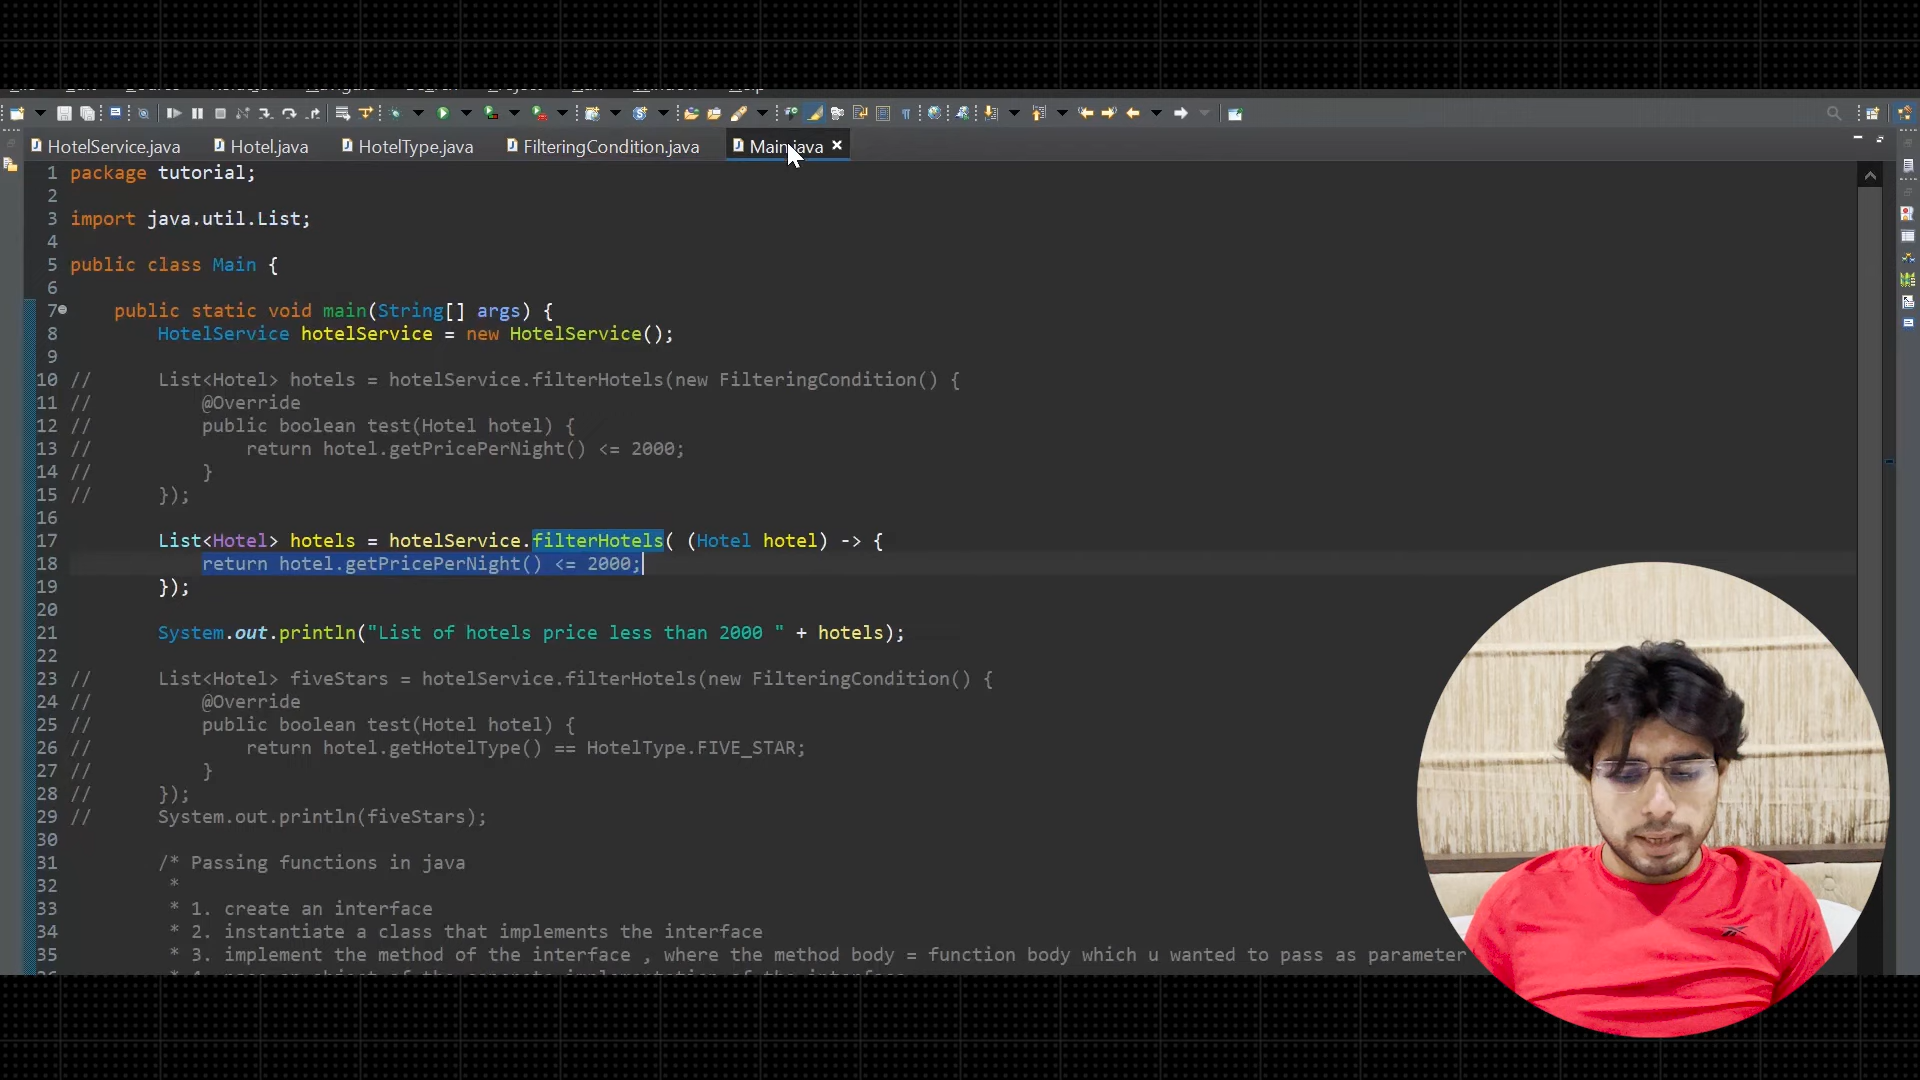 HotelService.java Hotel.java HotelType.java FilteringCondition.java Main.java
1 package tutorial;
2
3 import java.util.List;
4
5 public class Main {
6
7 public static void main(String[] args) {
8 HotelService hotelService = new HotelService();
9
10 // List<Hotel> hotels = hotelService.filterHotels(new FilteringCondition() {
11 // @Override
12 // public boolean test(Hotel hotel) {
13 // return hotel.getPricePerNight() <= 2000;
14 // }
15 // });
16
17 List<Hotel> hotels = hotelService.filterHotels( (Hotel hotel) -> {
18 return hotel.getPricePerNight() <= 2000;
19 });
20
21 System.out.println("List of hotels price less than 2000 " + hotels);
22
23 // List<Hotel> fiveStars = hotelService.filterHotels(new FilteringCondition() {
24 // @Override
25 // public boolean test(Hotel hotel) {
26 // return hotel.getHotelType() == HotelType.FIVE_STAR;
27 // }
28 // });
29 // System.out.println(fiveStars);
30
31 /* Passing functions in java
32 *
33 * 1. create an interface
34 * 2. instantiate a class that implements the interface
35 * 3. implement the method of the interface , where the method body = function body which u wanted to pass as parameter